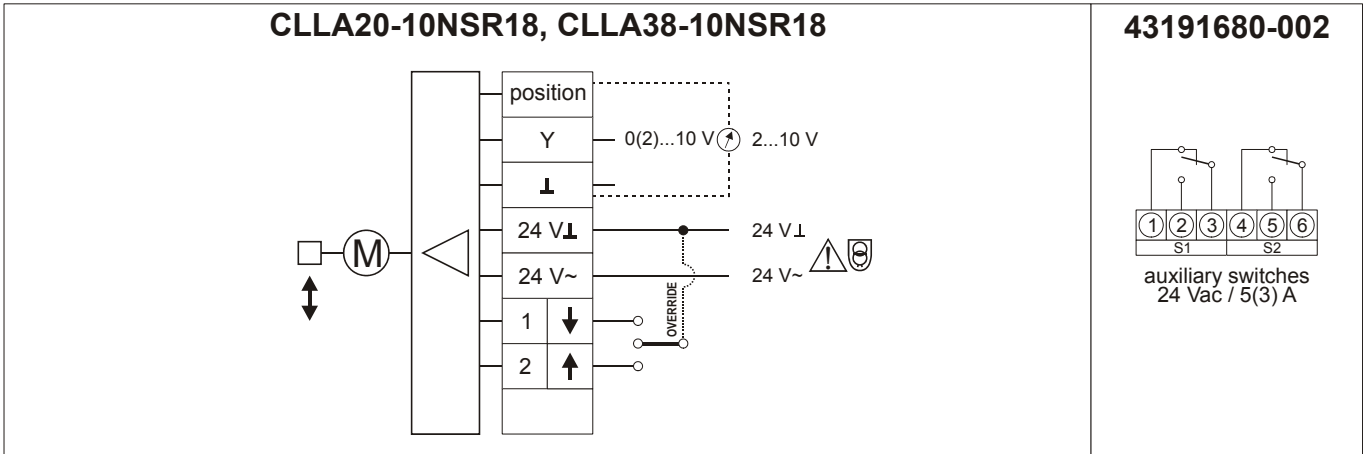 CLLA20-10NSR18, CLLA38-10NSR18
43191680-002
position
Y
0(2)...10 V
2...10 V
⊥
24 V⊥
24 V⊥
24 V~
24 V~
OVERRIDE
1
2
M
1 2 3 4 5 6
S1 S2
auxiliary switches
24 Vac / 5(3) A